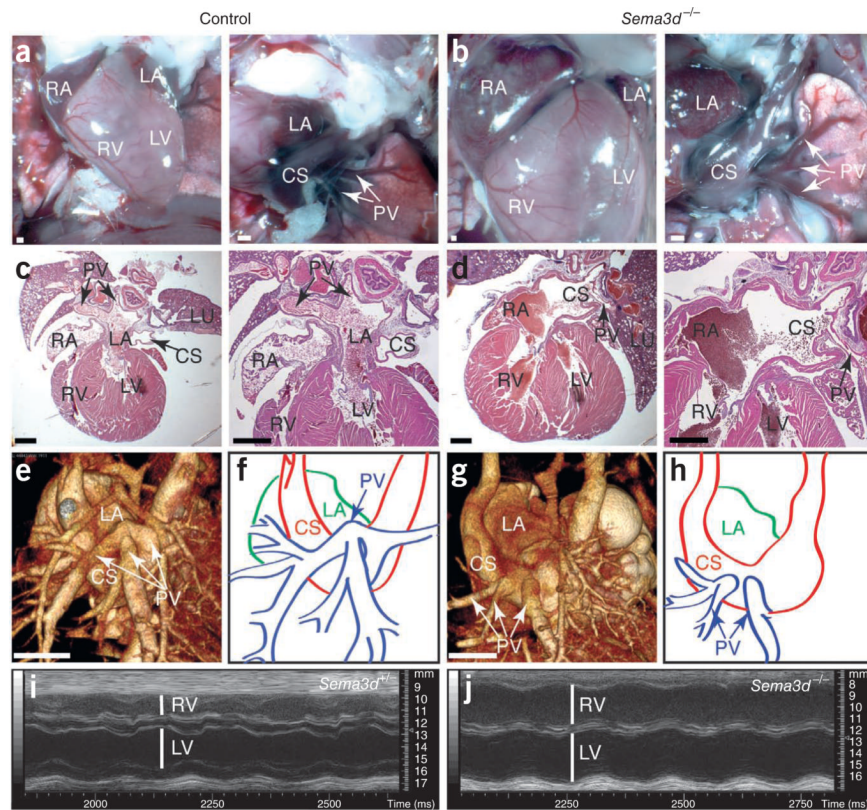 Control
Sema3d−/−
a
RA
LA
RV
LV
LA
CS
PV
b
RA
LA
RV
LV
LA
CS
PV
c
PV
LU
RA
LA
CS
RV
LV
PV
LA
RA
CS
RV
LV
d
CS
RA
PV
LU
RV
LV
RA
CS
PV
RV
LV
e
LA
CS
PV
f
PV
LA
CS
g
LA
CS
PV
h
LA
CS
PV
i
Sema3d+/−
mm
9
10
11
12
13
14
15
16
17
RV
LV
2000
2250
2500
Time (ms)
j
Sema3d−/−
mm
8
9
10
11
12
13
14
15
16
RV
LV
2250
2500
2750
Time (ms)